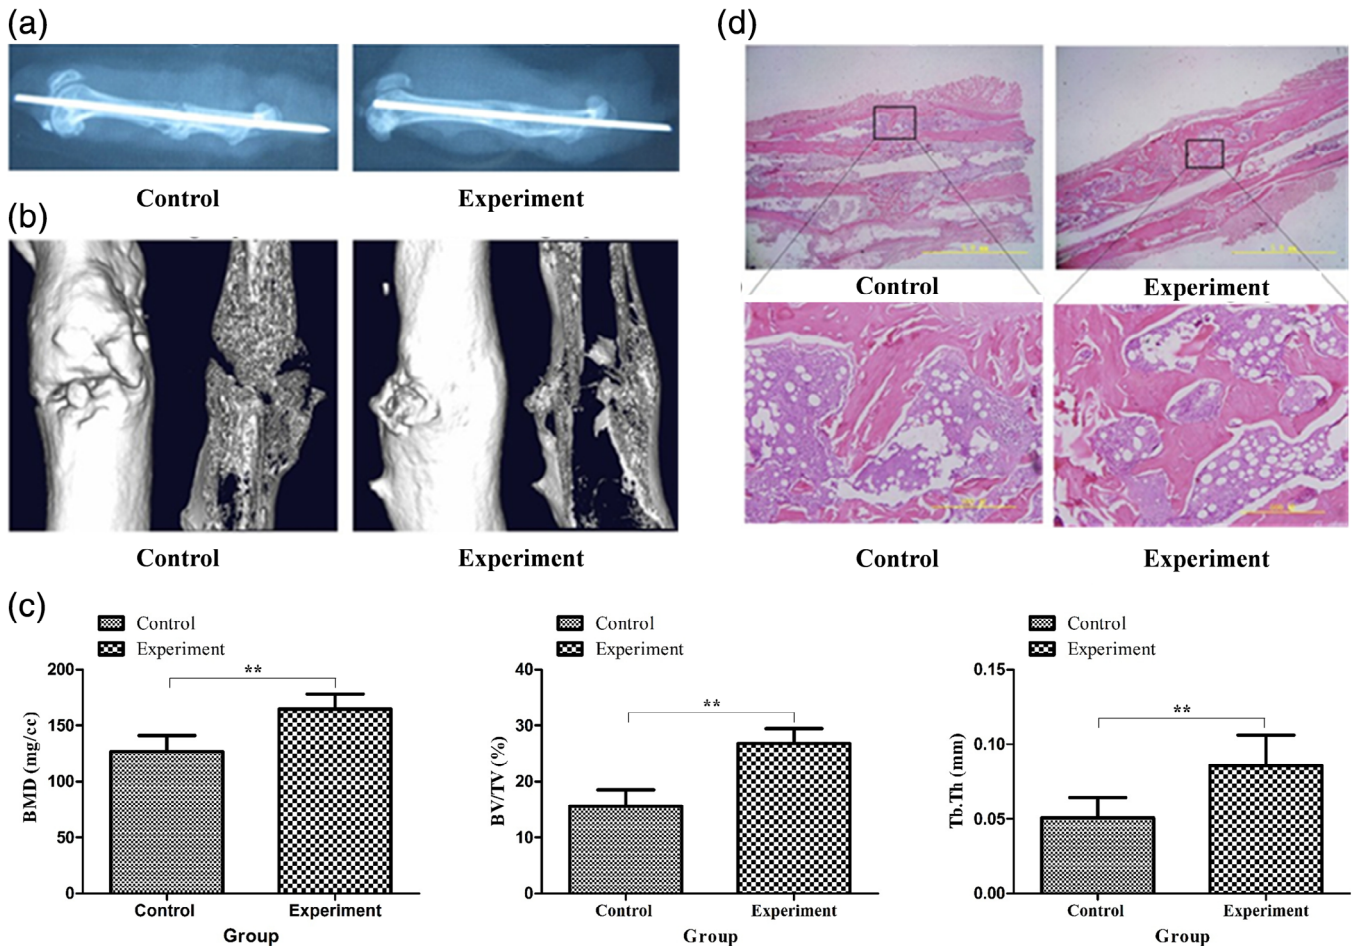 (a)
Control
Experiment
(b)
Control
Experiment
(d)
Control
Experiment
Control
Experiment
(c)
Control
Experiment
200
150
100
50
0
BMD (mg/cc)
**
Control
Experiment
Group
Control
Experiment
40
30
20
10
0
BV/TV (%)
**
Control
Experiment
Group
Control
Experiment
0.15
0.10
0.05
0.00
Tb.Th (mm)
**
Control
Experiment
Group